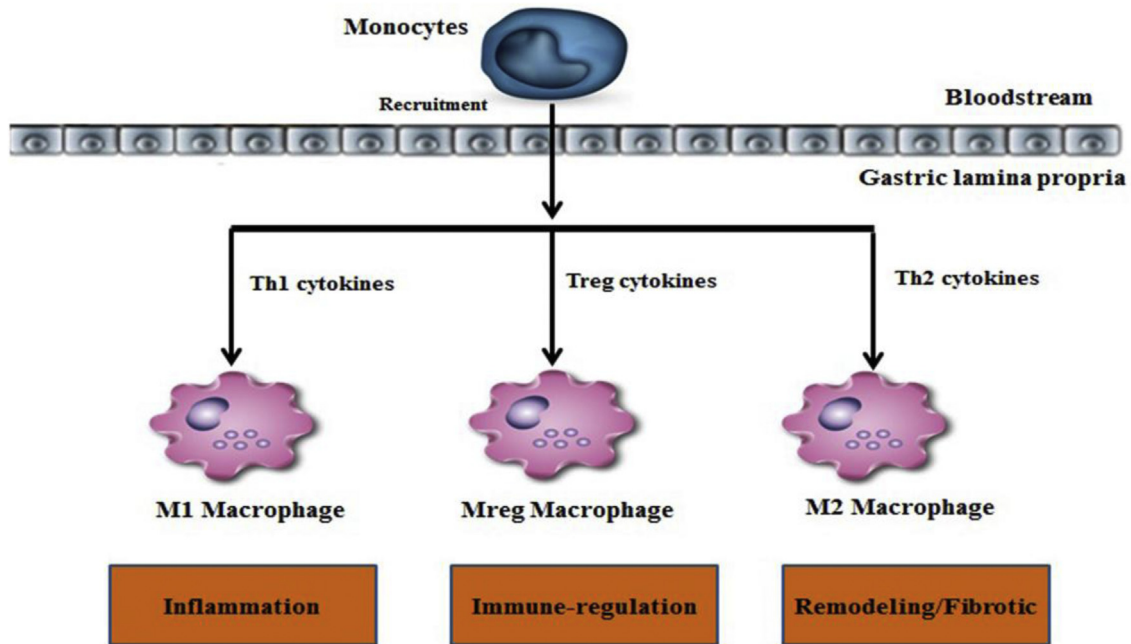 Monocytes
Recruitment
Bloodstream
Gastric lamina propria
Th1 cytokines
Treg cytokines
Th2 cytokines
M1 Macrophage
Mreg Macrophage
M2 Macrophage
Inflammation
Immune-regulation
Remodeling/Fibrotic